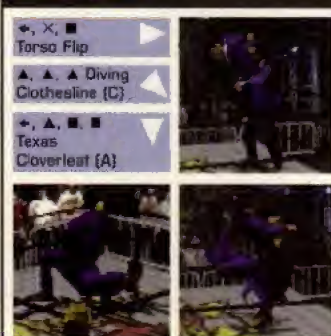 ←, ✕, ■
Torso Flip
▲, ▲, ▲ Diving
Clothesline (C)
←, ▲, ■, ■
Texas
Cloverleaf (A)